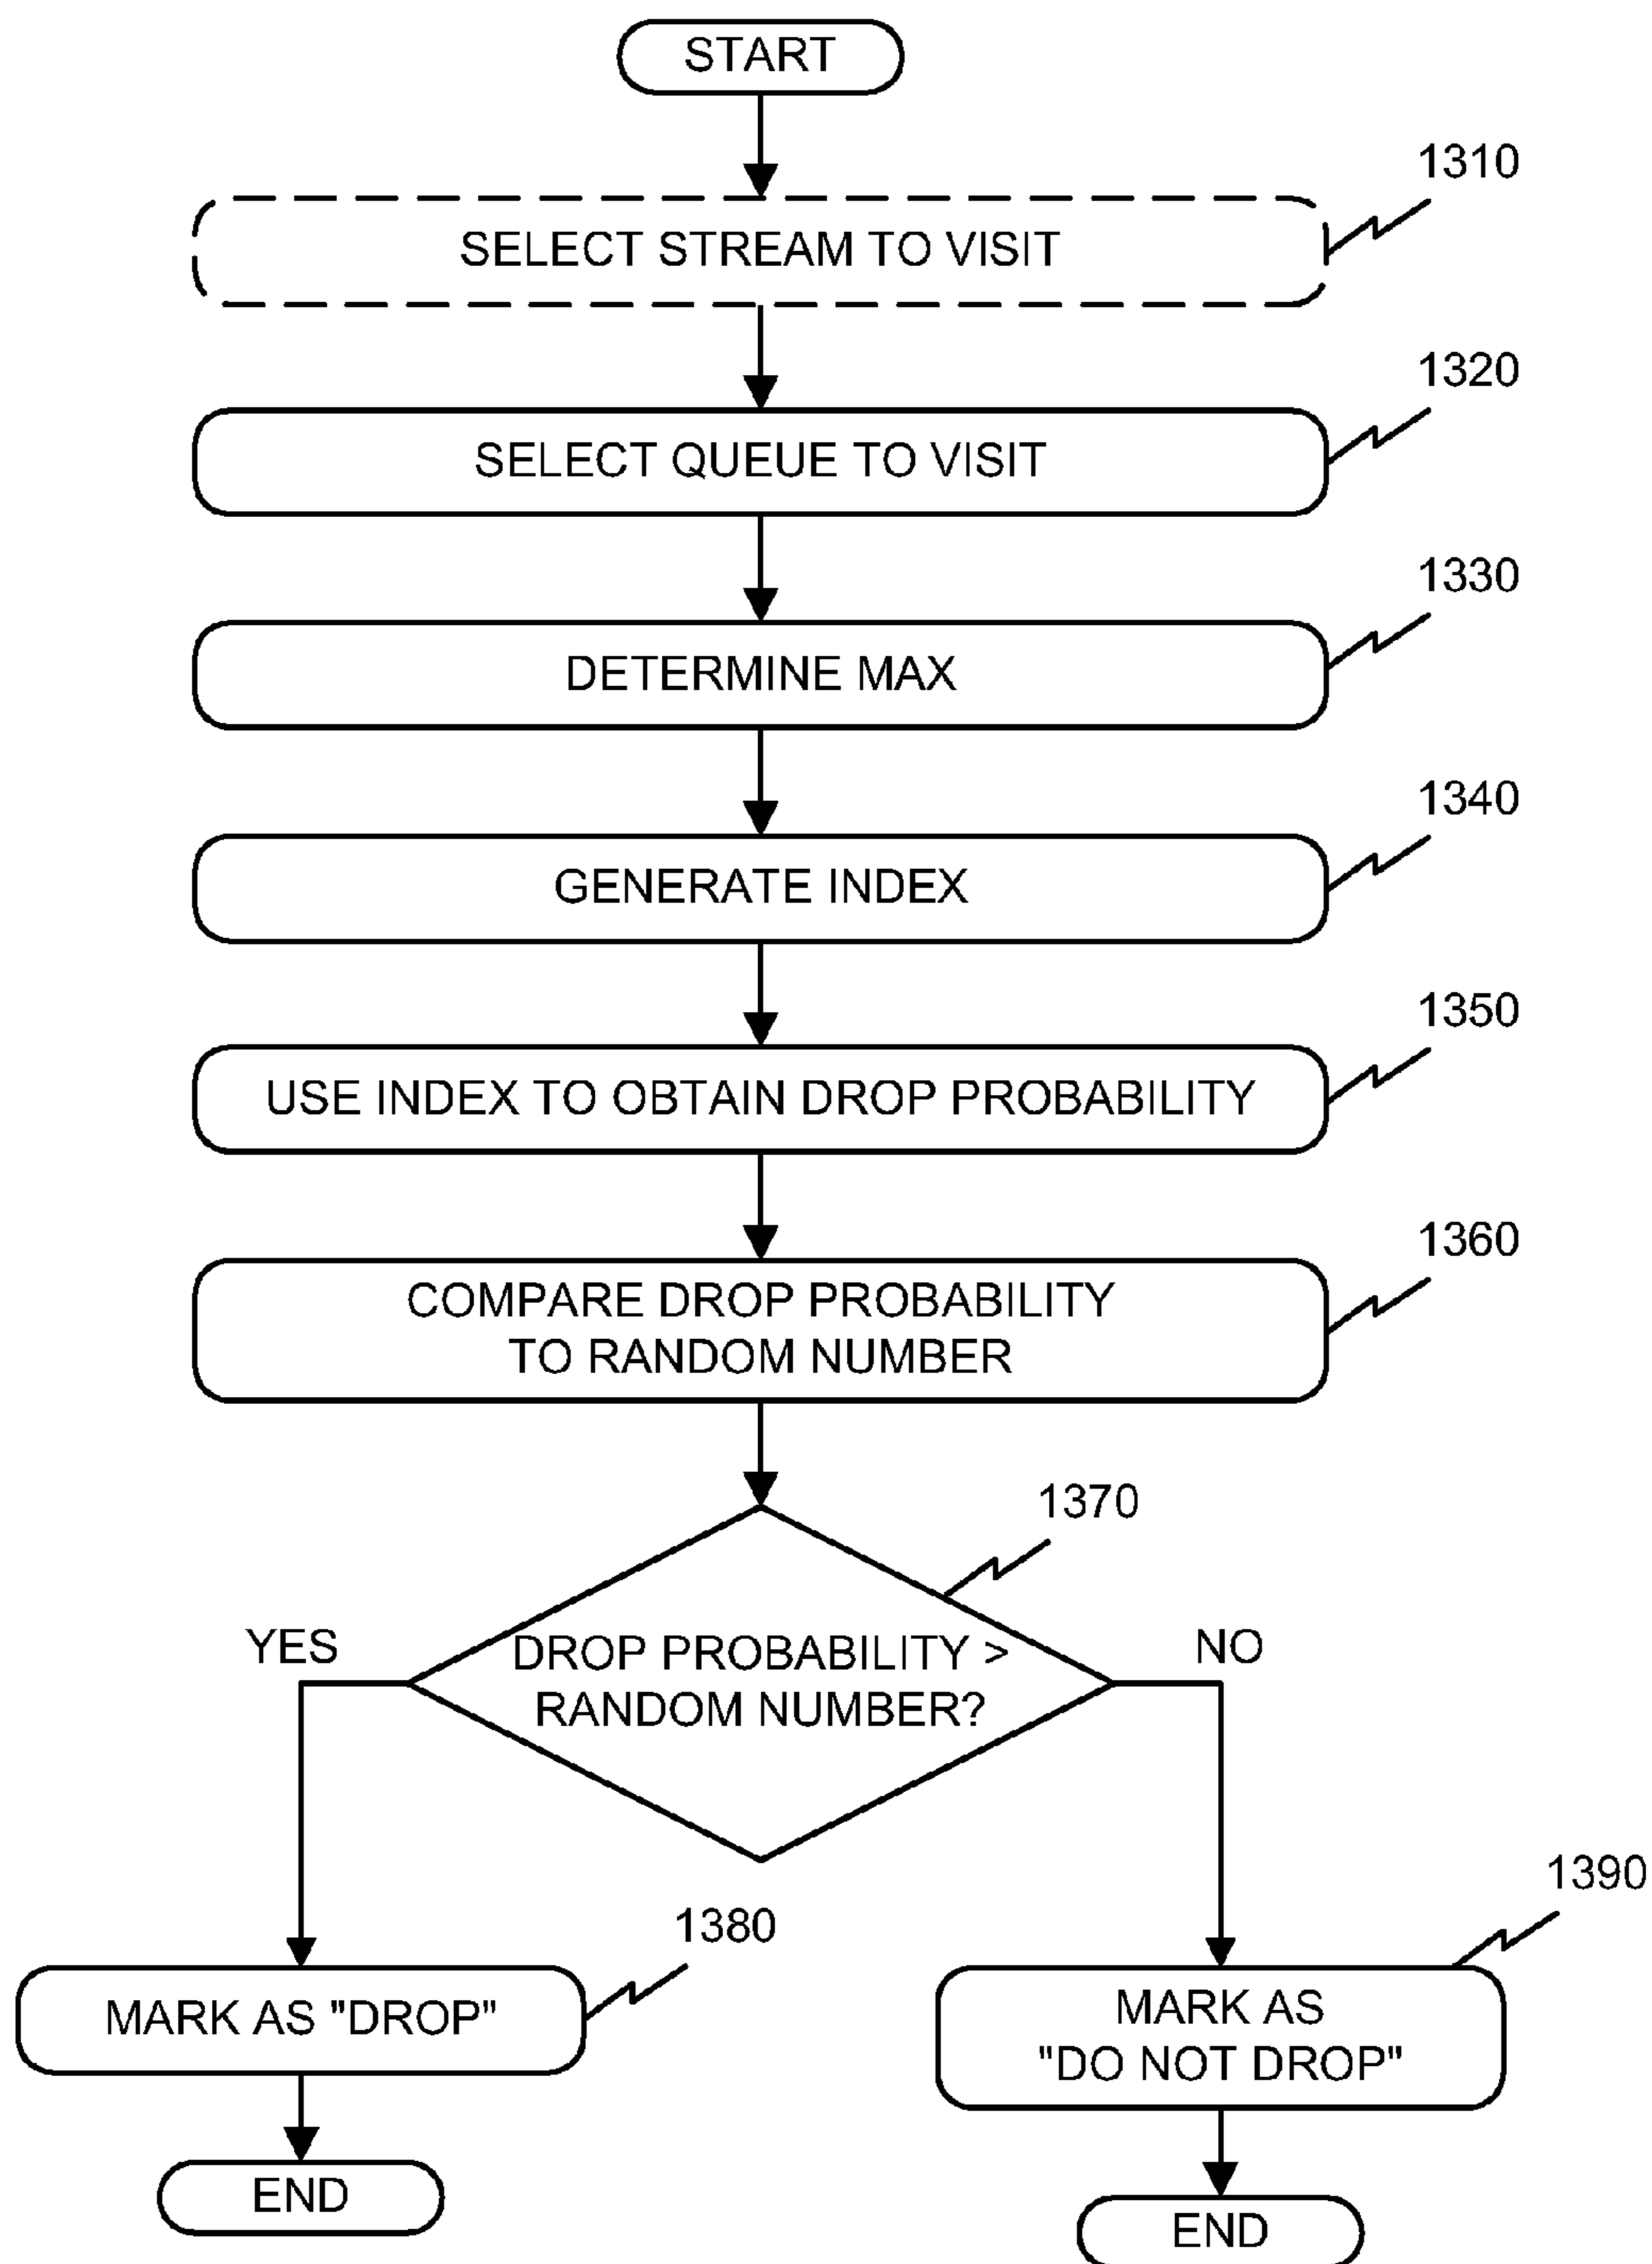 START
1310
SELECT STREAM TO VISIT
1320
SELECT QUEUE TO VISIT
1330
DETERMINE MAX
1340
GENERATE INDEX
1350
USE INDEX TO OBTAIN DROP PROBABILITY
1360
COMPARE DROP PROBABILITY
TO RANDOM NUMBER
1370
DROP PROBABILITY >
RANDOM NUMBER?
YES
NO
1380
MARK AS "DROP"
END
1390
MARK AS
"DO NOT DROP"
END